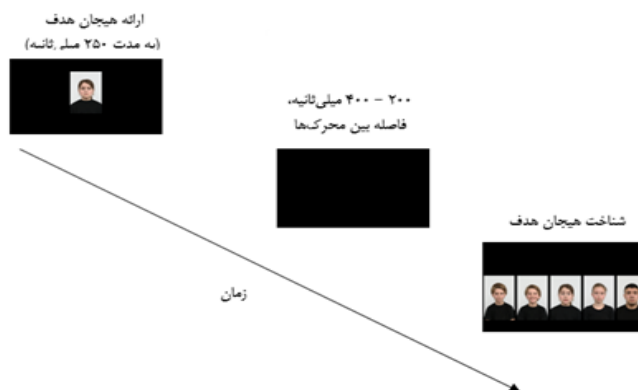 ارائه هیجان هدف
(به مدت ۲۵۰ میلی‌ثانیه)
۲۰۰ – ۴۰۰ میلی‌ثانیه،
فاصله بین محرک‌ها
شناخت هیجان هدف
زمان